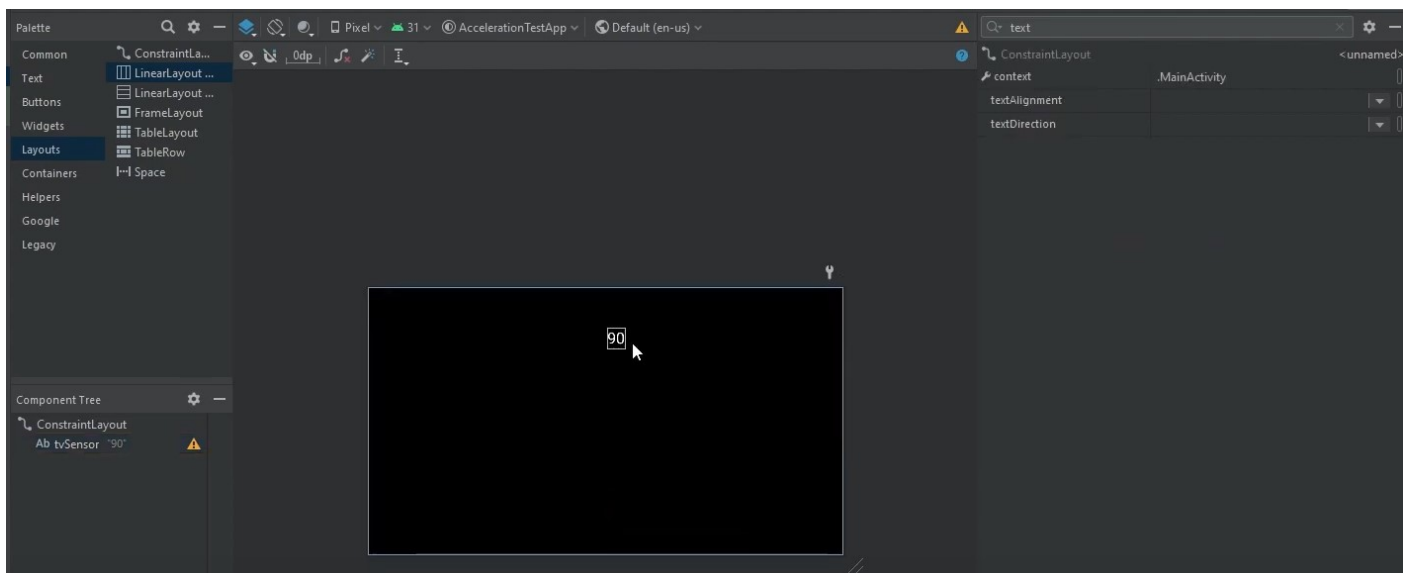 Palette
Pixel 31 AccelerationTestApp Default (en-us)
text
Common
Text
Buttons
Widgets
Layouts
Containers
Helpers
Google
Legacy
ConstraintLa...
LinearLayout ...
LinearLayout ...
FrameLayout
TableLayout
TableRow
Space
0dp
ConstraintLayout <unnamed>
context .MainActivity
textAlignment
textDirection
90
Component Tree
ConstraintLayout
Ab tvSensor "90"